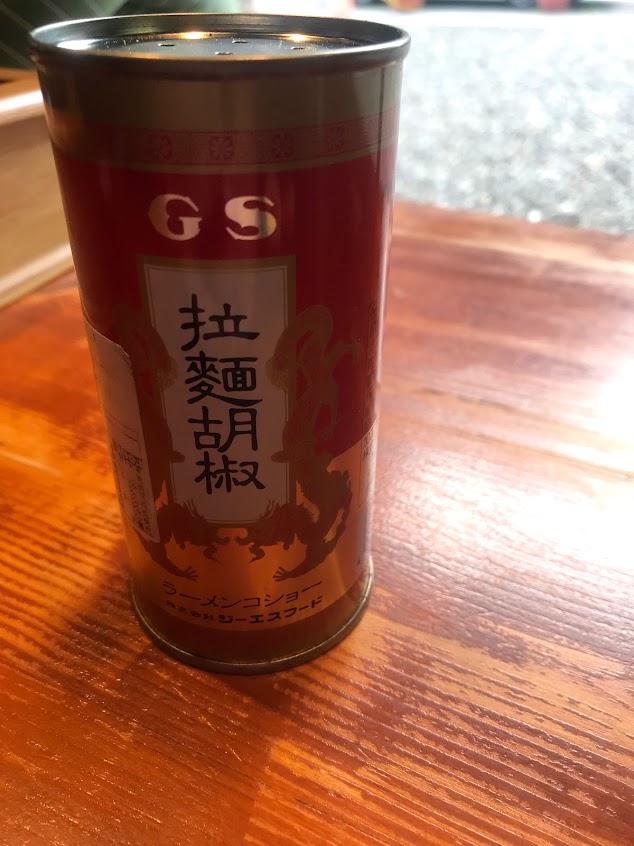 GS
拉麵胡椒
ラーメンコショー
株式会社 ジーエスフード